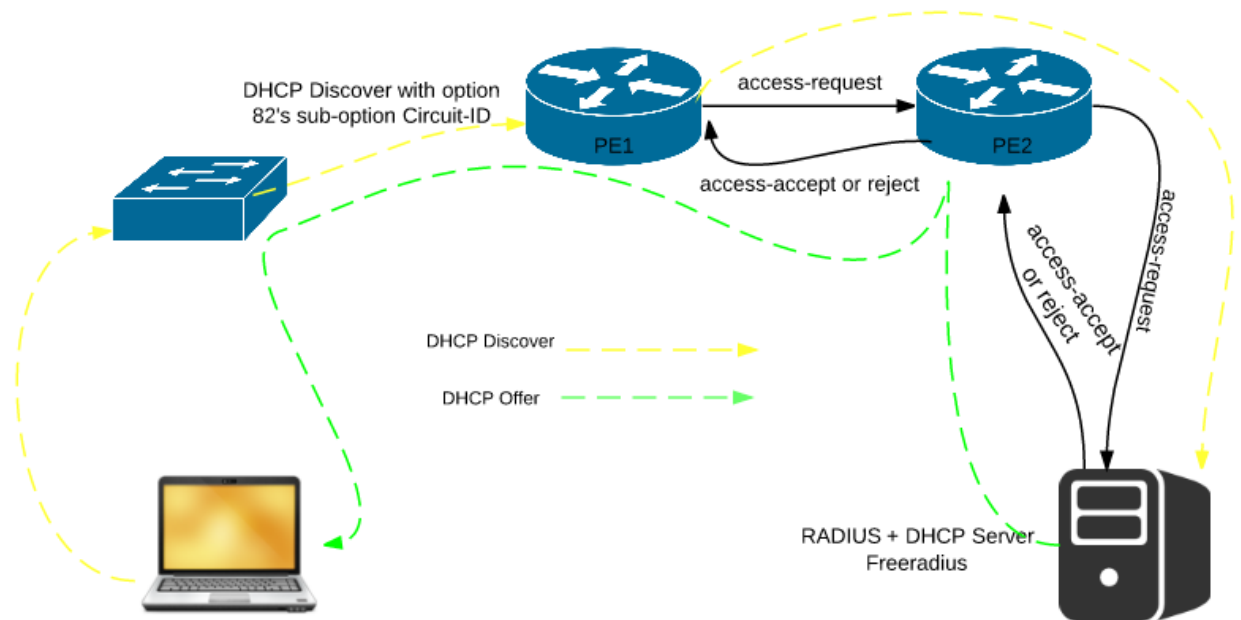 DHCP Discover with option
82's sub-option Circuit-ID
PE1
access-request
PE2
access-accept or reject
access-request
access-accept
or reject
DHCP Discover
DHCP Offer
RADIUS + DHCP Server
Freeradius